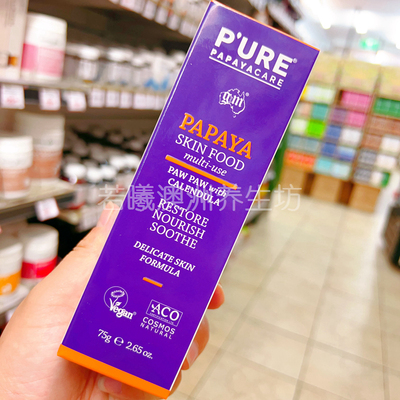 P'URE®
PAPAYACARE
gm
PAPAYA
SKIN FOOD
multi-use
PAW PAW with
CALENDULA
若曦澳洲养生坊
RESTORE
NOURISH
SOOTHE
DELICATE SKIN
FORMULA
Vegan
ACO
COSMOS
NATURAL
75g ℮ 2.65 oz.